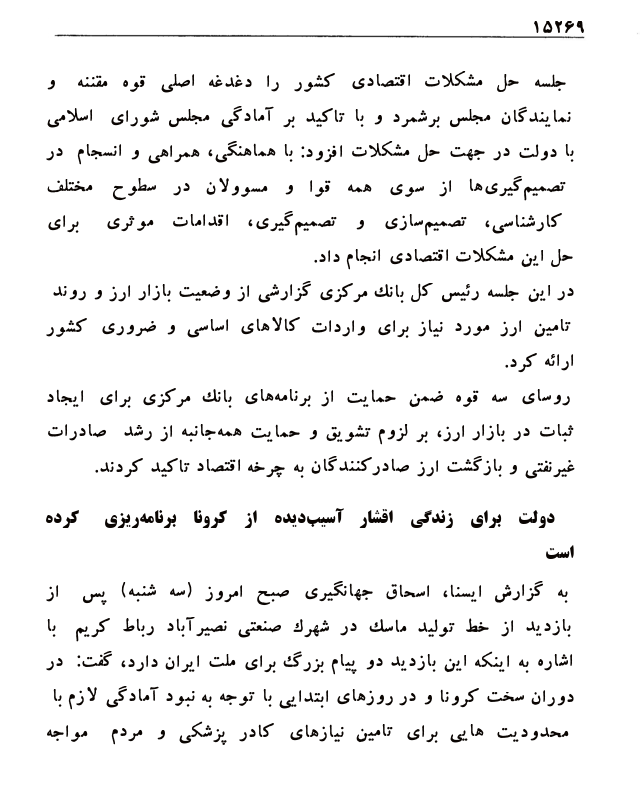 ۱۵۲۶۹
جلسه حل مشکلات اقتصادی کشور را دغدغه اصلی قوه مقننه و
نمایندگان مجلس برشمرد و با تاکید بر آمادگی مجلس شورای اسلامی
با دولت در جهت حل مشکلات افزود: با هماهنگی، همراهی و انسجام در
تصمیم‌گیری‌ها از سوی همه قوا و مسوولان در سطوح مختلف
کارشناسی، تصمیم‌سازی و تصمیم‌گیری، اقدامات موثری برای
حل این مشکلات اقتصادی انجام داد.
در این جلسه رئیس کل بانک مرکزی گزارشی از وضعیت بازار ارز و روند
تامین ارز مورد نیاز برای واردات کالاهای اساسی و ضروری کشور
ارائه کرد.
روسای سه قوه ضمن حمایت از برنامه‌های بانک مرکزی برای ایجاد
ثبات در بازار ارز، بر لزوم تشویق و حمایت همه‌جانبه از رشد صادرات
غیرنفتی و بازگشت ارز صادرکنندگان به چرخه اقتصاد تاکید کردند.
دولت برای زندگی اقشار آسیب‌دیده از کرونا برنامه‌ریزی کرده
است
به گزارش ایسنا، اسحاق جهانگیری صبح امروز (سه شنبه) پس از
بازدید از خط تولید ماسک در شهرک صنعتی نصیرآباد رباط کریم با
اشاره به اینکه این بازدید دو پیام بزرگ برای ملت ایران دارد، گفت: در
دوران سخت کرونا و در روزهای ابتدایی با توجه به نبود آمادگی لازم با
محدودیت هایی برای تامین نیازهای کادر پزشکی و مردم مواجه